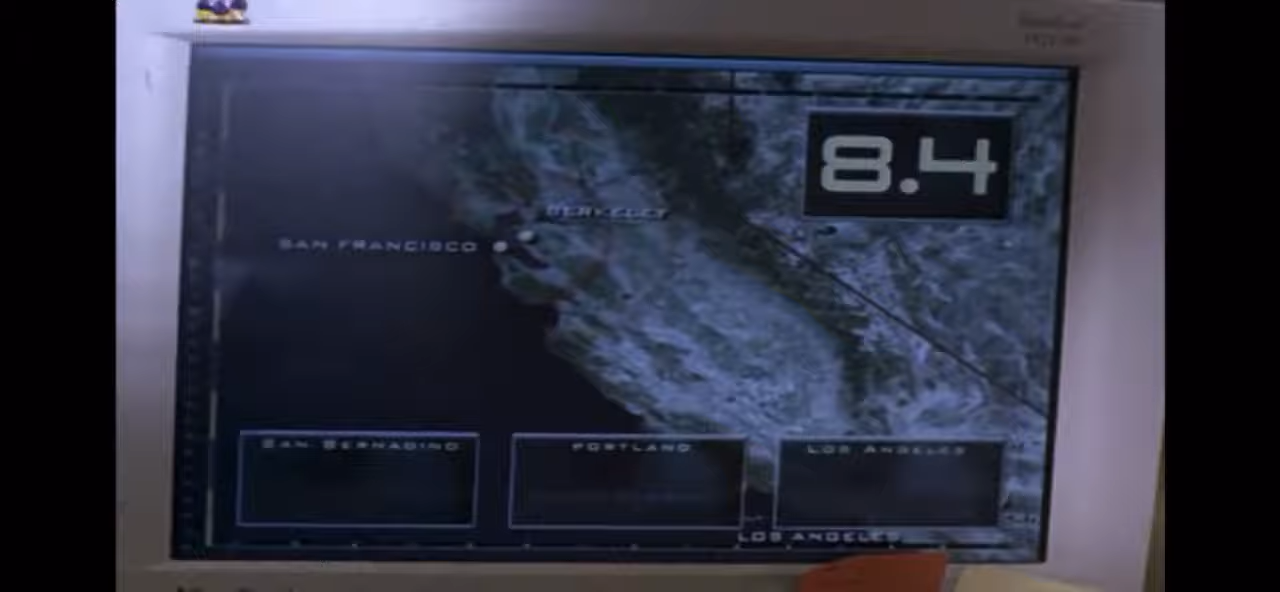 8.4
BERKELEY
SAN FRANCISCO
SAN BERNADINO
PORTLAND
LOS ANGELES
LOS ANGELES